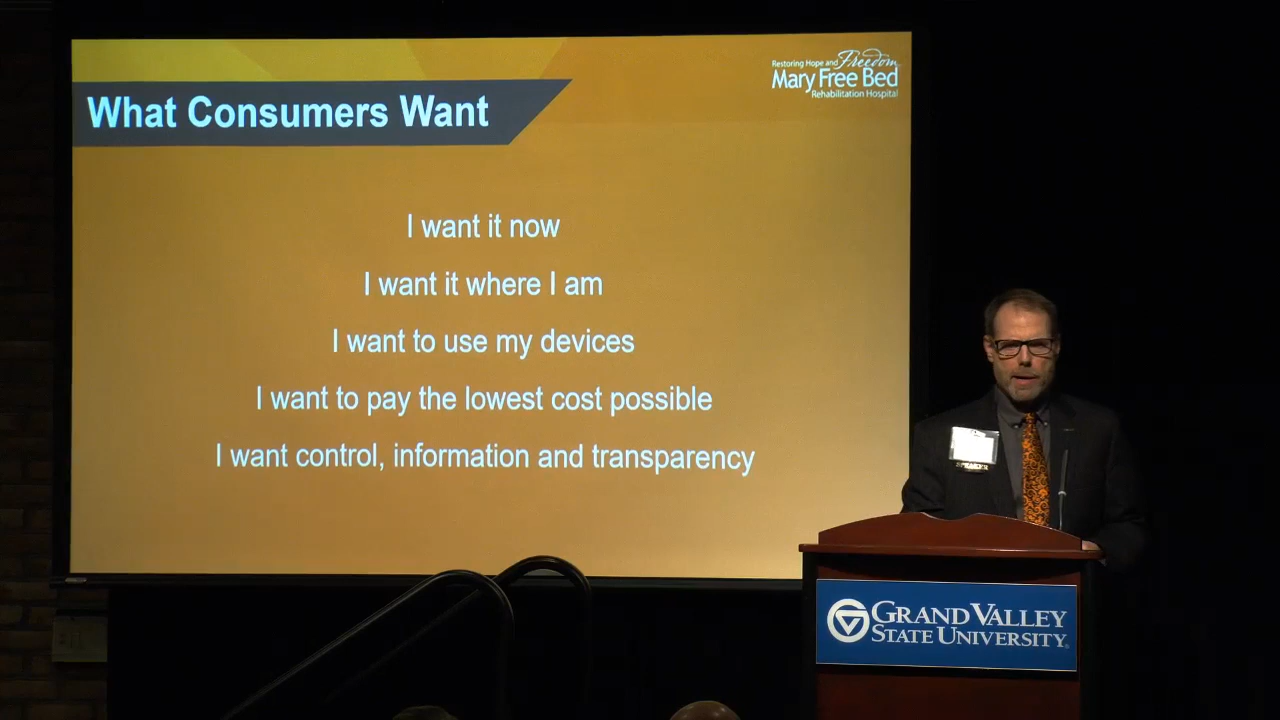 What Consumers Want
Restoring Hope and Freedom
Mary Free Bed
Rehabilitation Hospital
I want it now
I want it where I am
I want to use my devices
I want to pay the lowest cost possible
I want control, information and transparency
SPEAKER
GRAND VALLEY
STATE UNIVERSITY